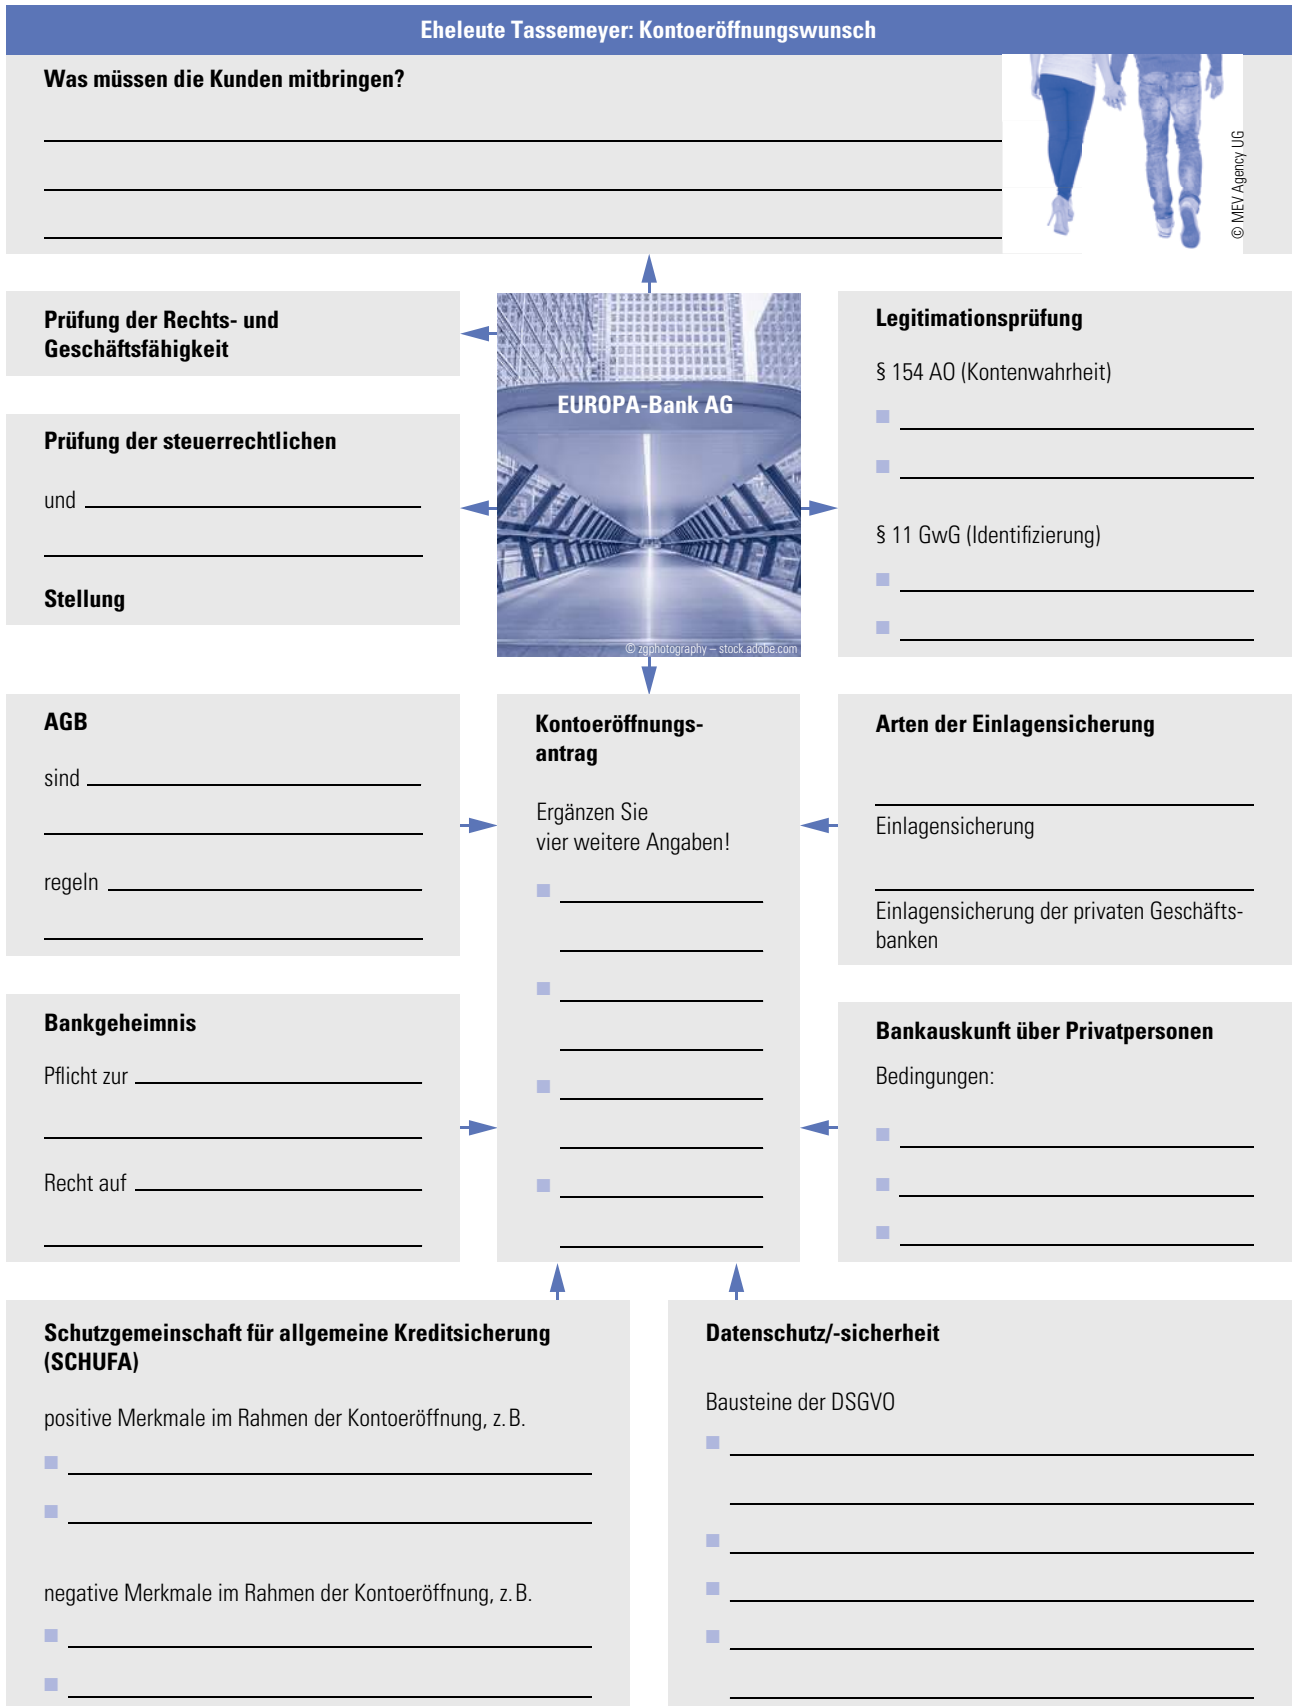 Eheleute Tassemeyer: Kontoeröffnungswunsch
Was müssen die Kunden mitbringen?
© MEV Agency UG
Prüfung der Rechts- und
Geschäftsfähigkeit
Prüfung der steuerrechtlichen
und
Stellung
EUROPA-Bank AG
© zgphotography – stock.adobe.com
Legitimationsprüfung
§ 154 AO (Kontenwahrheit)
§ 11 GwG (Identifizierung)
AGB
sind
regeln
Kontoeröffnungs-
antrag
Ergänzen Sie
vier weitere Angaben!
Arten der Einlagensicherung
Einlagensicherung
Einlagensicherung der privaten Geschäfts-
banken
Bankgeheimnis
Pflicht zur
Recht auf
Bankauskunft über Privatpersonen
Bedingungen:
Schutzgemeinschaft für allgemeine Kreditsicherung
(SCHUFA)
positive Merkmale im Rahmen der Kontoeröffnung, z. B.
negative Merkmale im Rahmen der Kontoeröffnung, z. B.
Datenschutz/-sicherheit
Bausteine der DSGVO